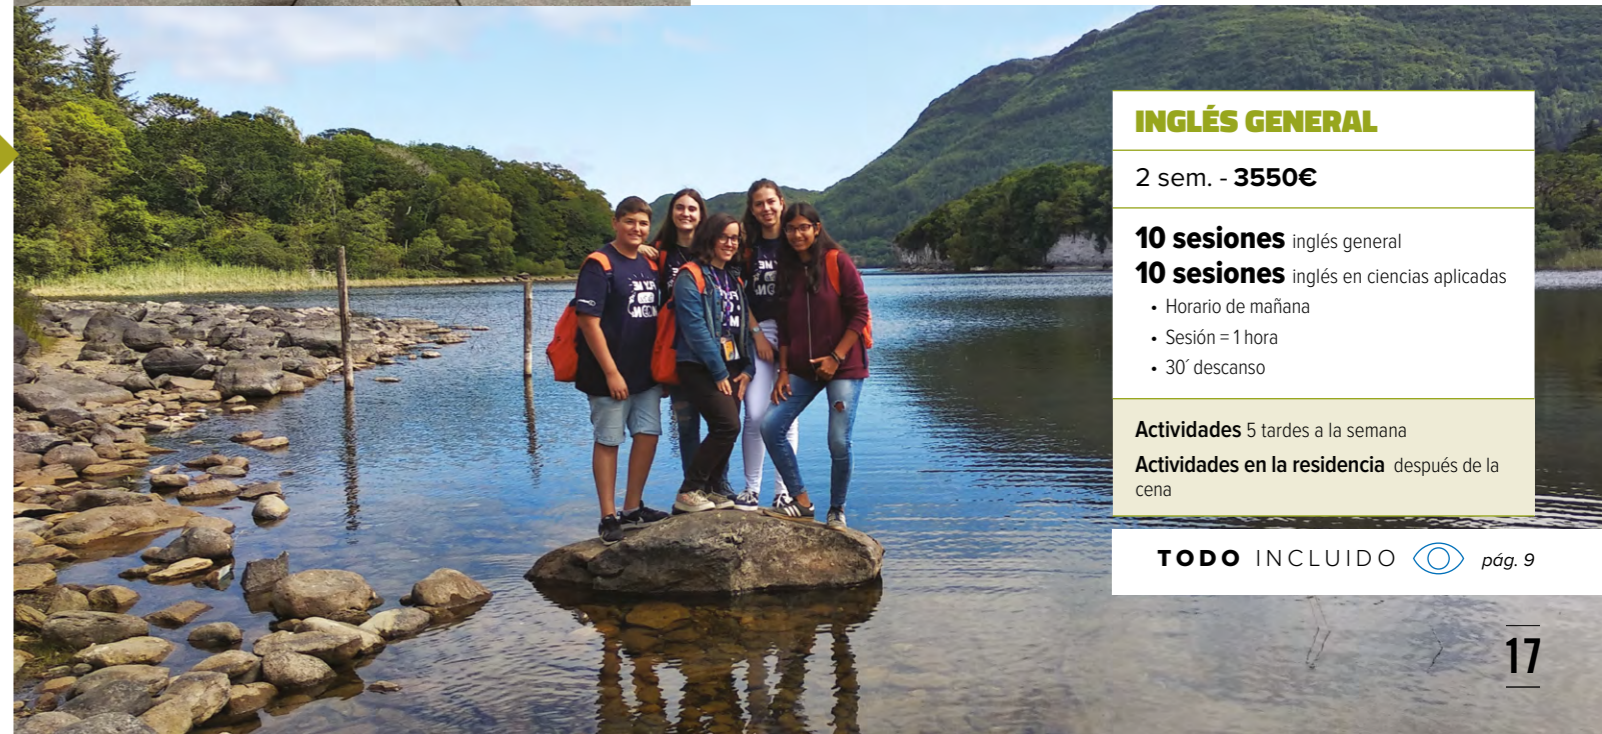 INGLÉS GENERAL
2 sem. - 3550€
10 sesiones inglés general
10 sesiones inglés en ciencias aplicadas
• Horario de mañana
• Sesión = 1 hora
• 30´ descanso
Actividades 5 tardes a la semana
Actividades en la residencia después de la
cena
TODO INCLUIDO pág. 9
17